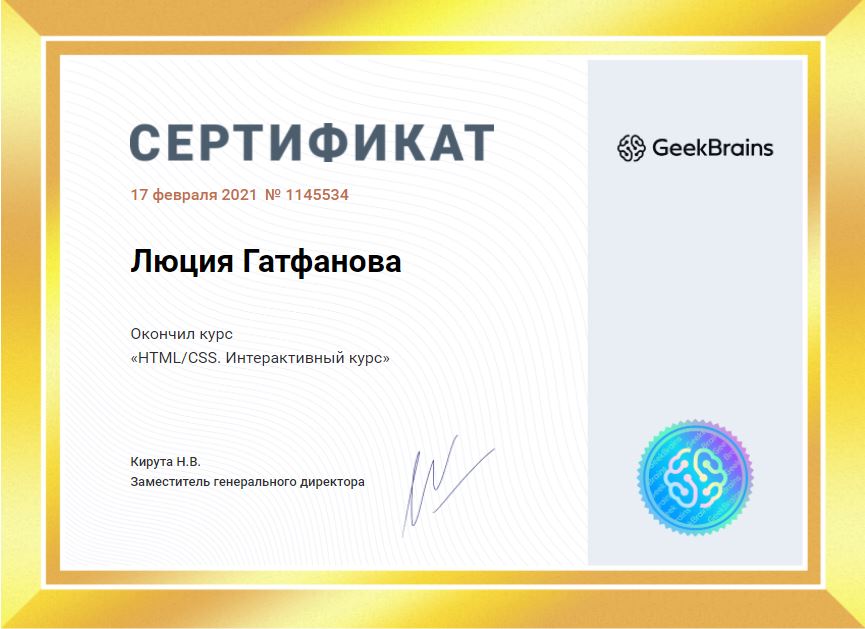 СЕРТИФИКАТ
GeekBrains
17 февраля 2021 № 1145534
Люция Гатфанова
Окончил курс
«HTML/CSS. Интерактивный курс»
Кирута Н.В.
Заместитель генерального директора